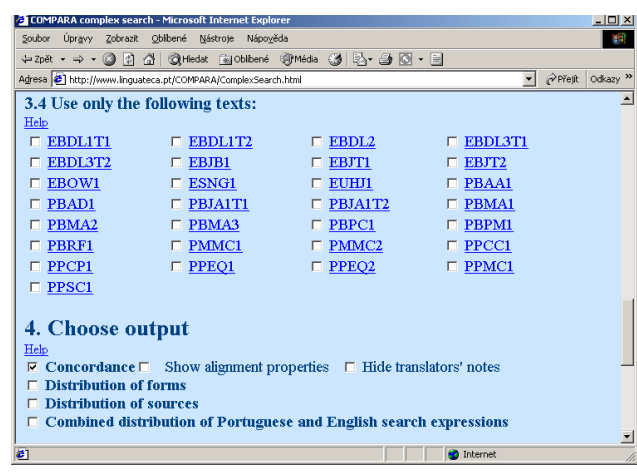 COMPARA complex search - Microsoft Internet Explorer
Soubor Úpravy Zobrazit Oblíbené Nástroje Nápověda
Zpět Hledat Oblíbené Média
Adresa http://www.linguateca.pt/COMPARA/ComplexSearch.html Přejít Odkazy »
3.4 Use only the following texts:
Help
EBDL1T1 EBDL1T2 EBDL2 EBDL3T1
EBDL3T2 EBJB1 EBJT1 EBJT2
EBOW1 ESNG1 EUHJ1 PBAA1
PBAD1 PBJA1T1 PBJA1T2 PBMA1
PBMA2 PBMA3 PBPC1 PBPM1
PBRF1 PMMC1 PMMC2 PPCC1
PPCP1 PPEQ1 PPEQ2 PPMC1
PPSC1
4. Choose output
Help
Concordance Show alignment properties Hide translators' notes
Distribution of forms
Distribution of sources
Combined distribution of Portuguese and English search expressions
Internet